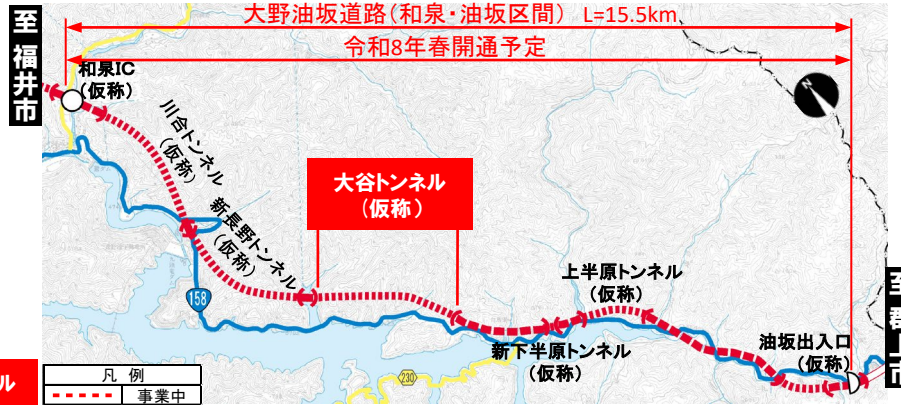 大野油坂道路(和泉・油坂区間) L=15.5km
令和8年春開通予定
至 福井市
和泉IC
(仮称)
川合トンネル
(仮称)
新長野トンネル
(仮称)
大谷トンネル
(仮称)
上半原トンネル
(仮称)
158
新下半原トンネル
(仮称)
油坂出入口
(仮称)
230
ル
凡 例
事業中